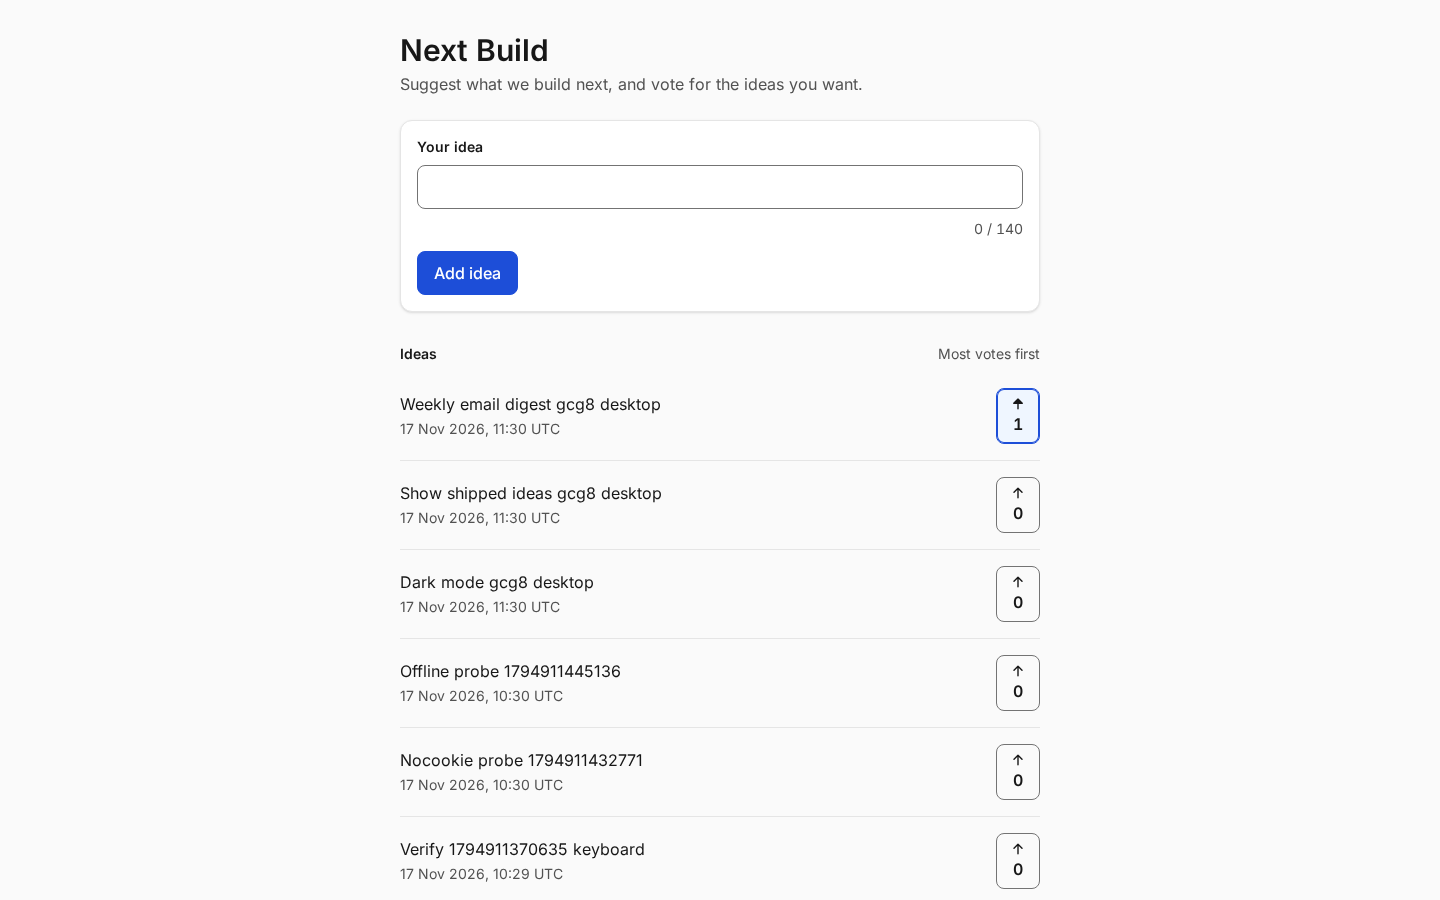 Next Build
Suggest what we build next, and vote for the ideas you want.
Your idea
0 / 140
Add idea
Ideas
Most votes first
Weekly email digest gcg8 desktop
17 Nov 2026, 11:30 UTC
1
Show shipped ideas gcg8 desktop
17 Nov 2026, 11:30 UTC
0
Dark mode gcg8 desktop
17 Nov 2026, 11:30 UTC
0
Offline probe 1794911445136
17 Nov 2026, 10:30 UTC
0
Nocookie probe 1794911432771
17 Nov 2026, 10:30 UTC
0
Verify 1794911370635 keyboard
17 Nov 2026, 10:29 UTC
0